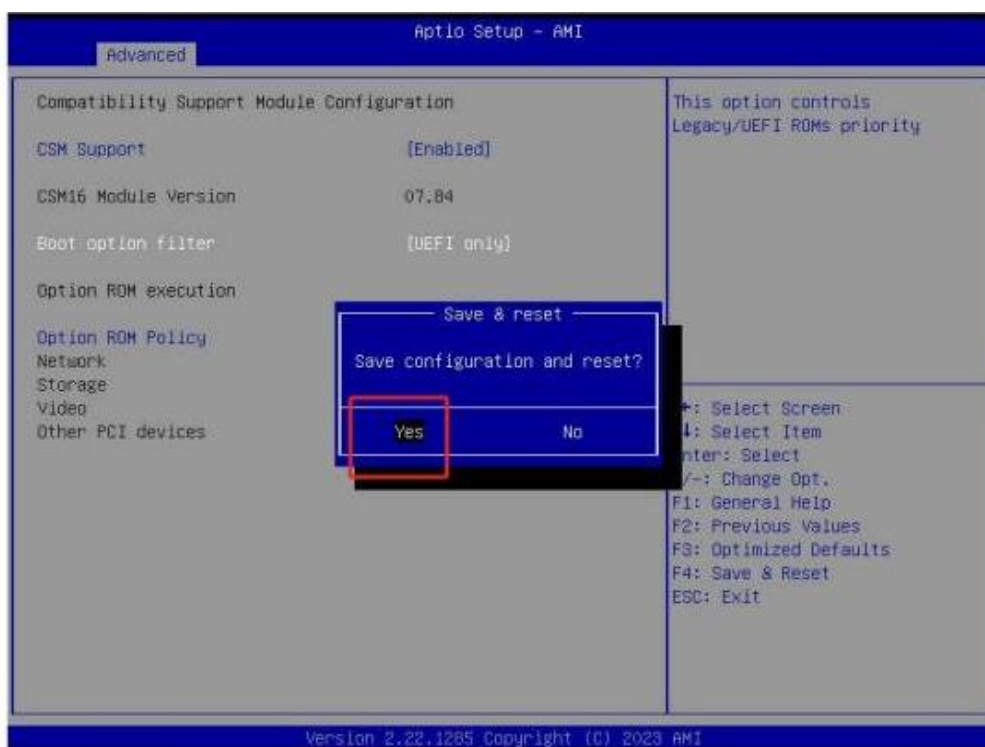 Aptio Setup - AMI
Advanced
Compatibility Support Module Configuration
CSM Support [Enabled]
CSM16 Module Version 07.84
Boot option filter [UEFI only]
Option ROM execution
Option ROM Policy
Network
Storage
Video
Other PCI devices
Save & reset
Save configuration and reset?
Yes No
This option controls
Legacy/UEFI ROMs priority
: Select Screen
: Select Item
nter: Select
/-: Change Opt.
F1: General Help
F2: Previous Values
F3: Optimized Defaults
F4: Save & Reset
ESC: Exit
Version 2.22.1285 Copyright (C) 2023 AMI